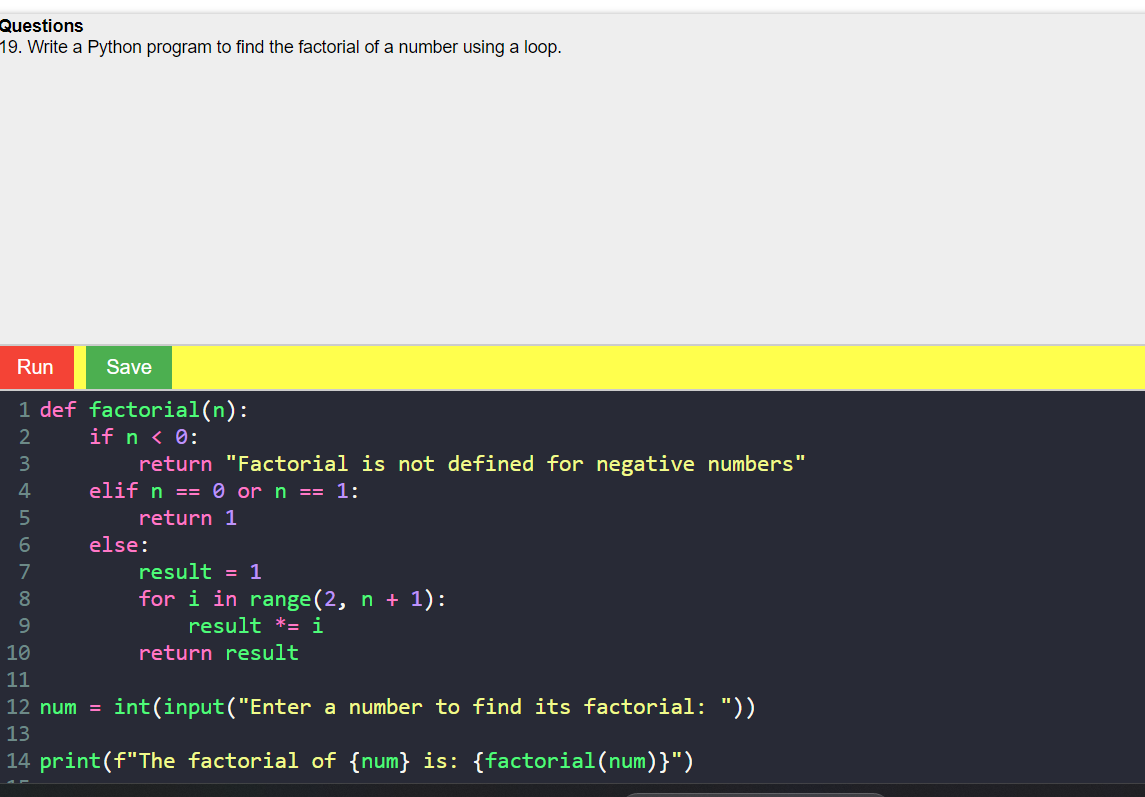 Questions
19. Write a Python program to find the factorial of a number using a loop.
Run Save
1 def factorial(n):
2     if n < 0:
3         return "Factorial is not defined for negative numbers"
4     elif n == 0 or n == 1:
5         return 1
6     else:
7         result = 1
8         for i in range(2, n + 1):
9             result *= i
10         return result
11
12 num = int(input("Enter a number to find its factorial: "))
13
14 print(f"The factorial of {num} is: {factorial(num)}")